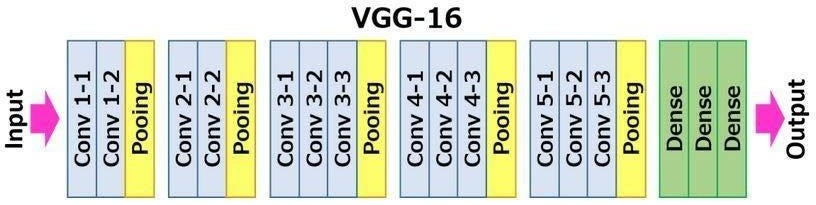 VGG-16
Input
Conv 1-1
Conv 1-2
Pooing
Conv 2-1
Conv 2-2
Pooing
Conv 3-1
Conv 3-2
Conv 3-3
Pooing
Conv 4-1
Conv 4-2
Conv 4-3
Pooing
Conv 5-1
Conv 5-2
Conv 5-3
Pooing
Dense
Dense
Dense
Output